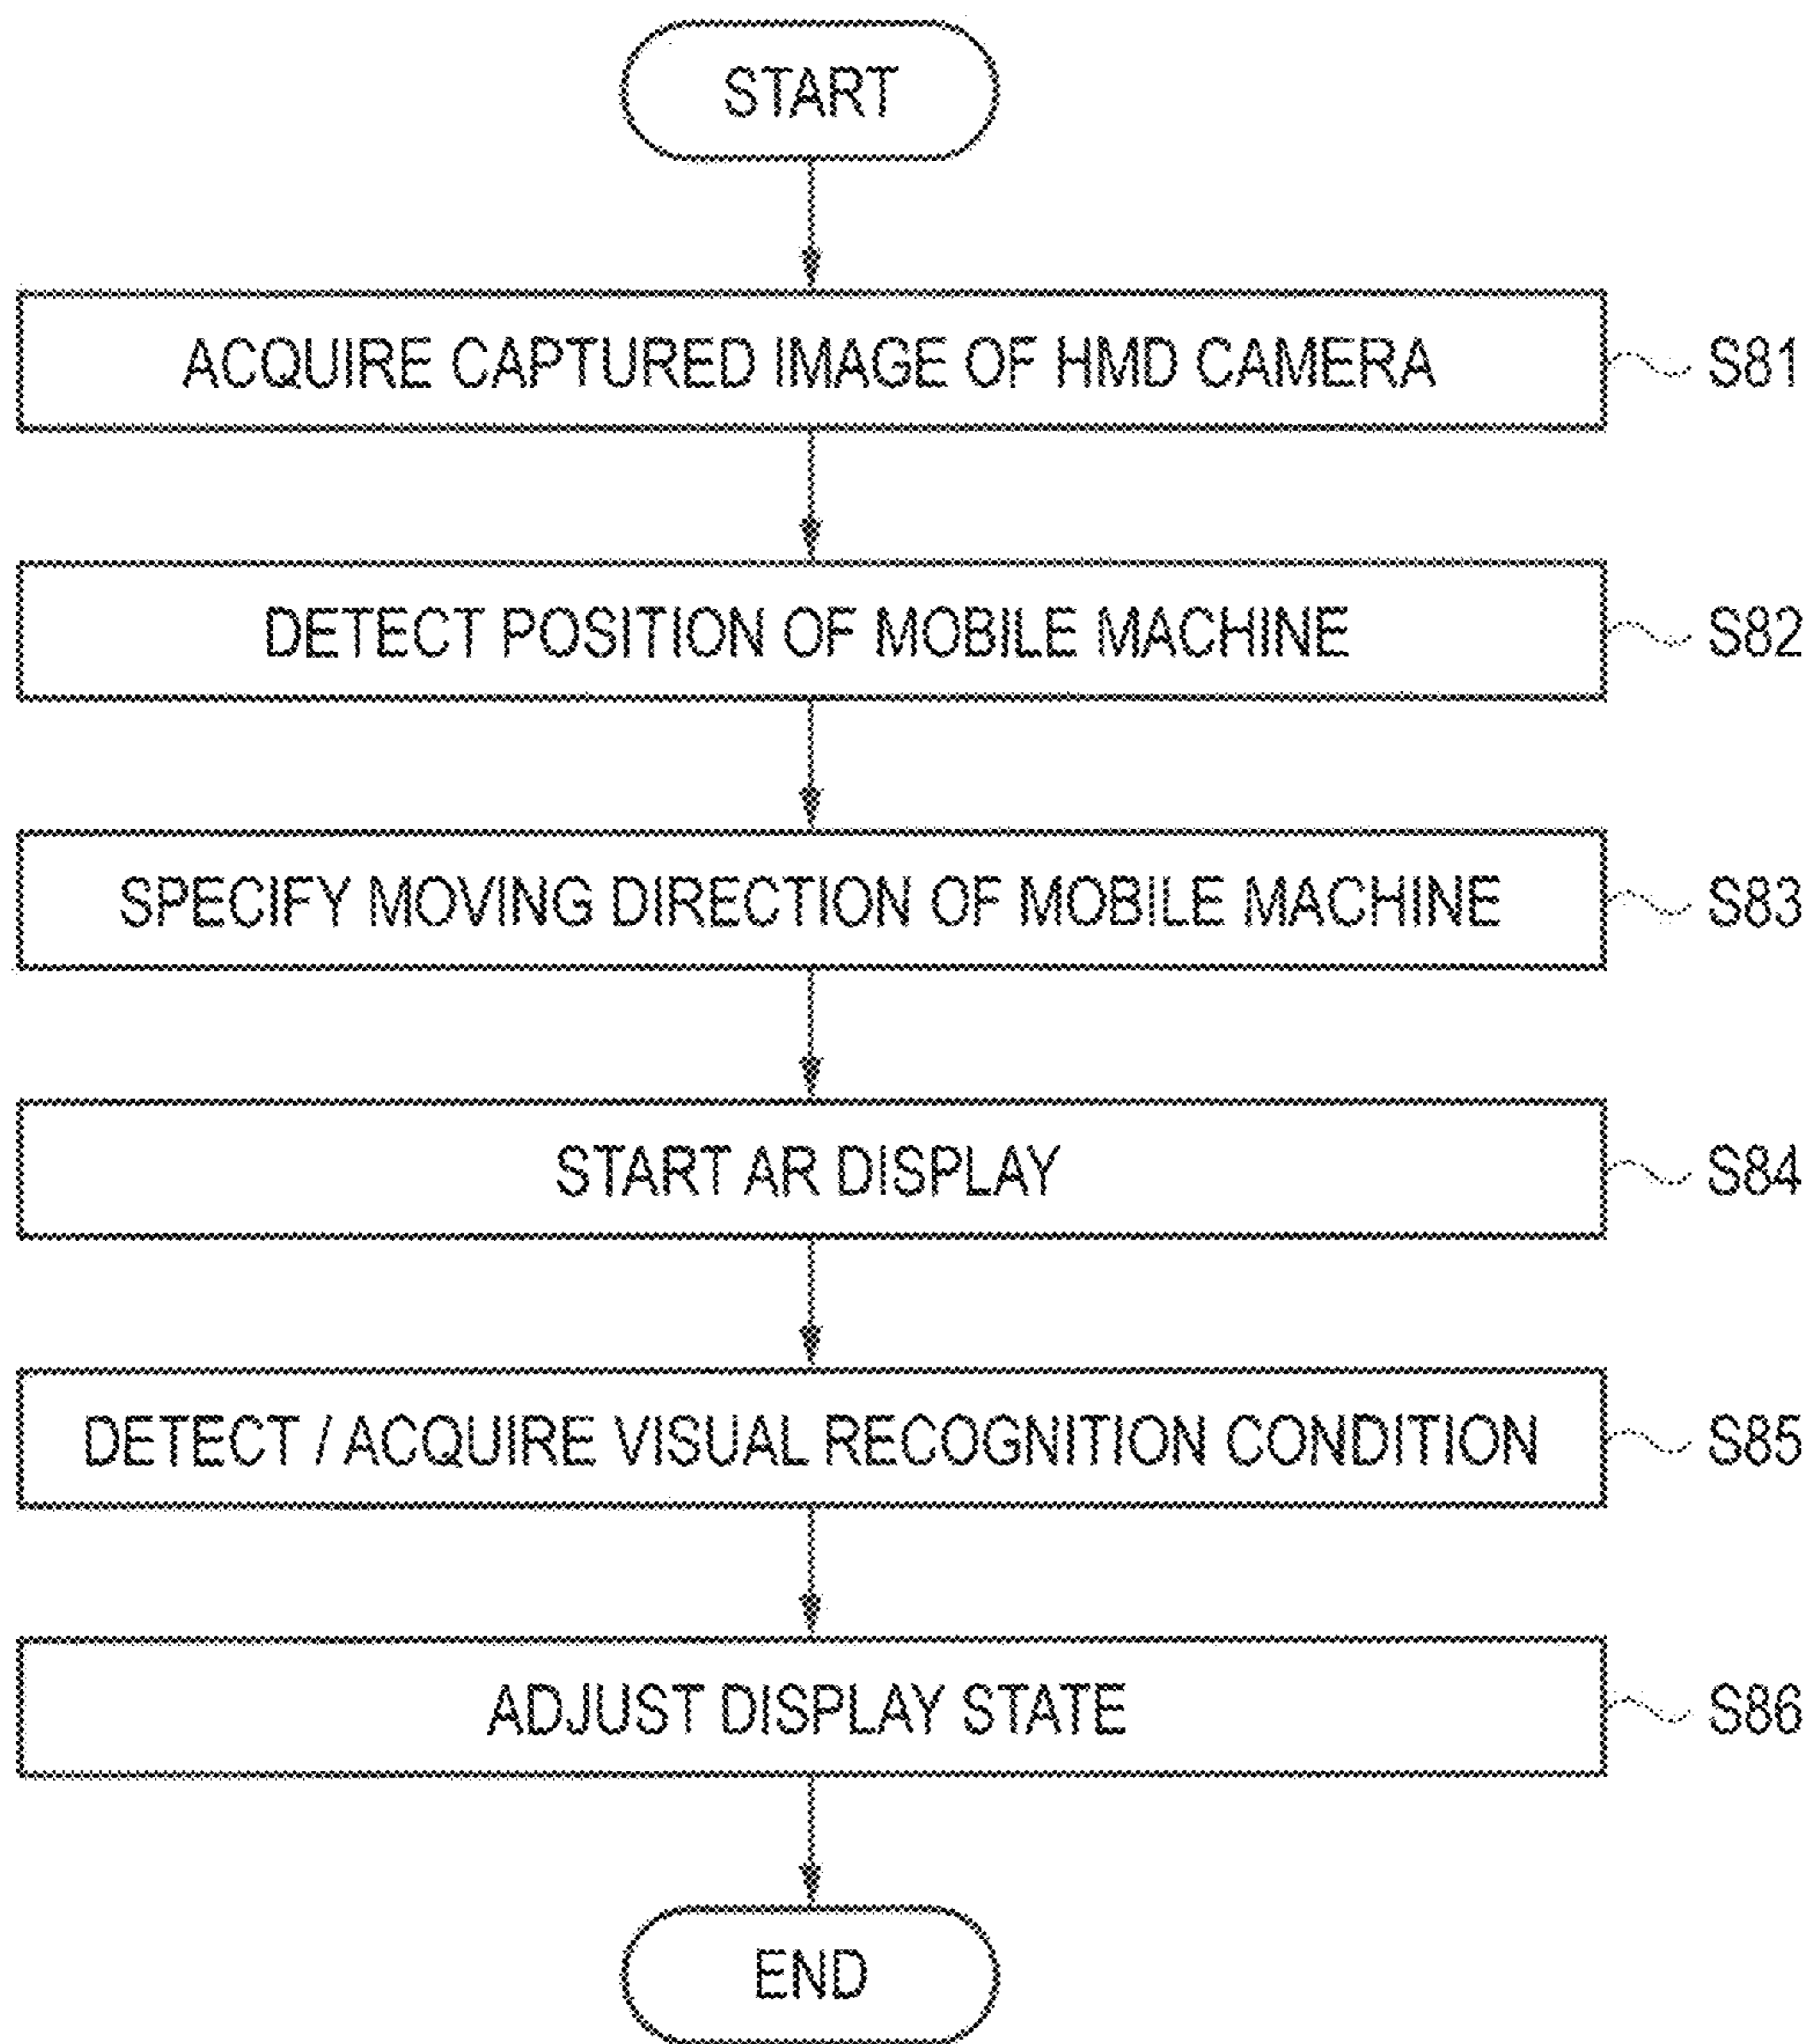 START
ACQUIRE CAPTURED IMAGE OF HMD CAMERA S81
DETECT POSITION OF MOBILE MACHINE S82
SPECIFY MOVING DIRECTION OF MOBILE MACHINE S83
START AR DISPLAY S84
DETECT / ACQUIRE VISUAL RECOGNITION CONDITION S85
ADJUST DISPLAY STATE S86
END